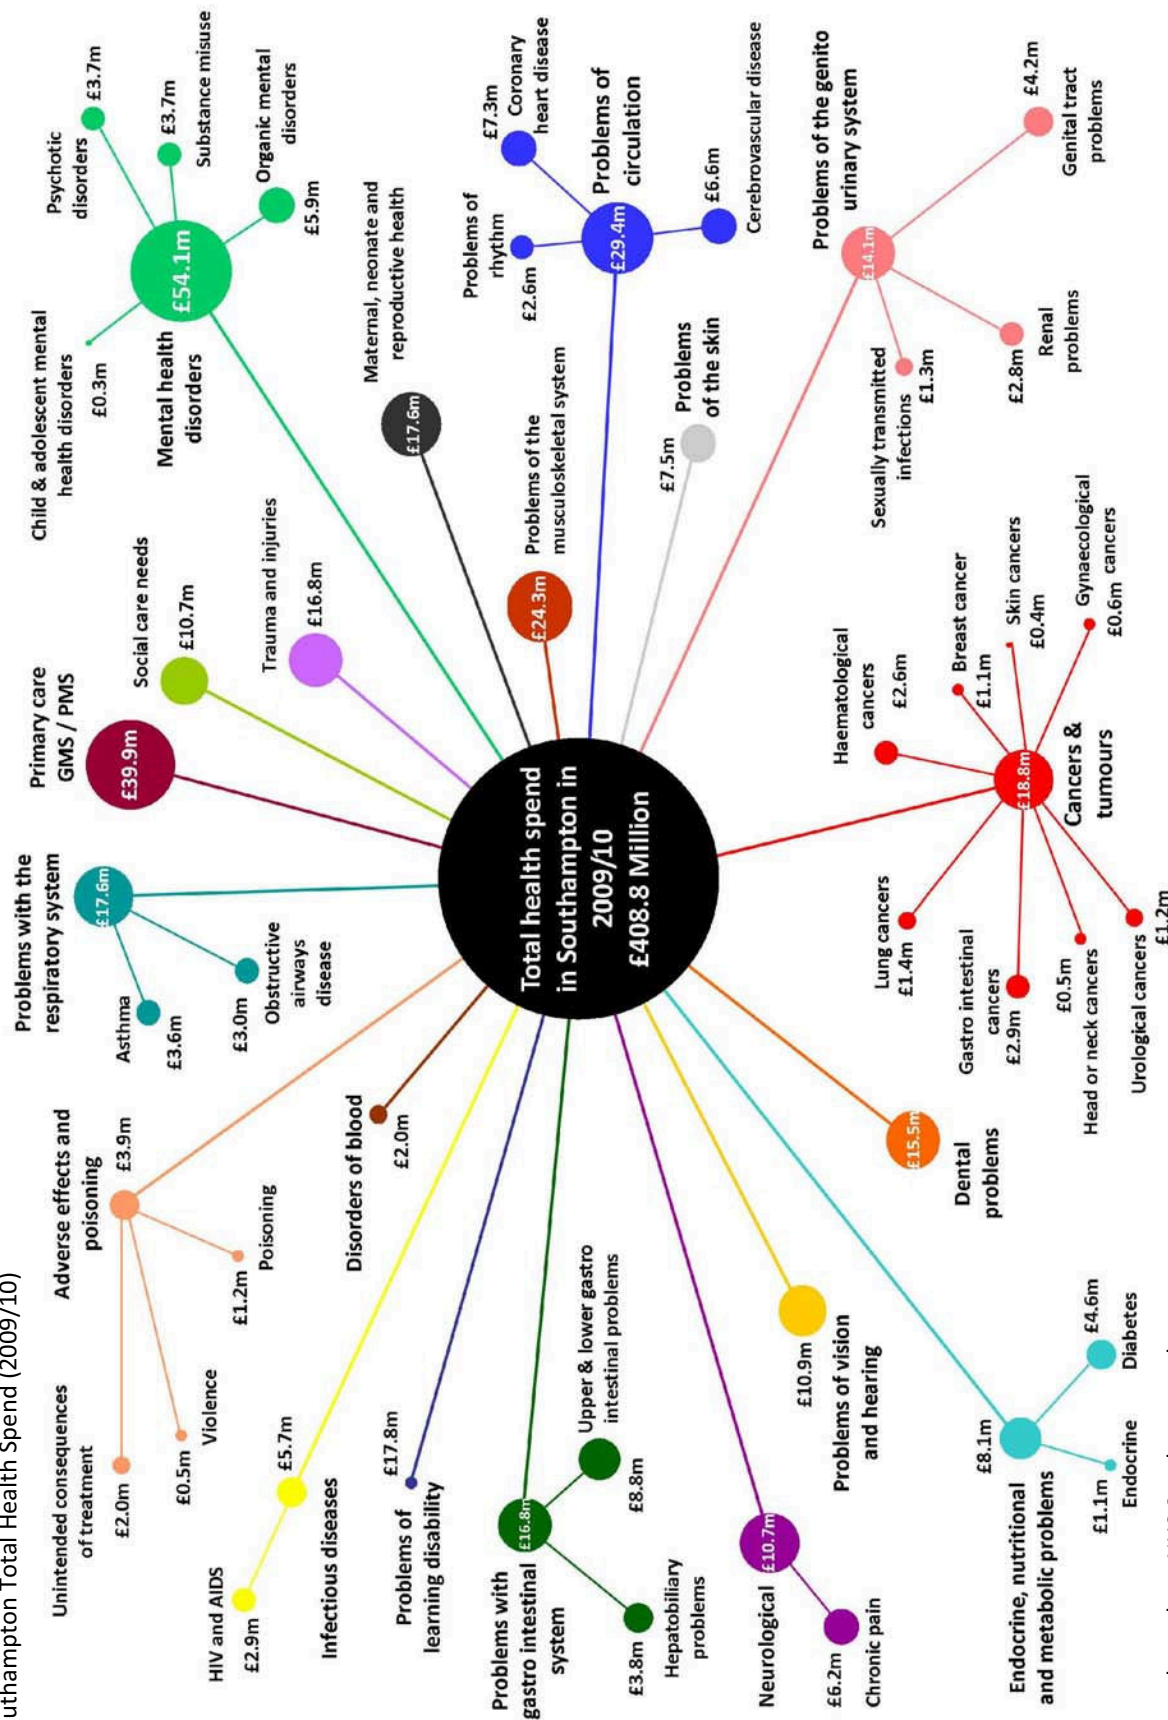 uthampton Total Health Spend (2009/10)
Total health spend
in Southampton in
2009/10
£408.8 Million
Unintended consequences
of treatment
£2.0m
£0.5m
Violence
Adverse effects and
poisoning
£3.9m
£1.2m
Poisoning
Problems with the
respiratory system
£17.6m
Asthma
£3.6m
£3.0m
Obstructive
airways
disease
Primary care
GMS / PMS
£39.9m
Social care needs
£10.7m
Trauma and injuries
£16.8m
Child & adolescent mental
health disorders
£0.3m
Psychotic
disorders
£3.7m
£3.7m
Substance misuse
Organic mental
disorders
£5.9m
£54.1m
Mental health
disorders
Maternal, neonate and
reproductive health
£17.6m
Problems of the
musculoskeletal system
£24.3m
Problems of
rhythm
£2.6m
£7.3m
Coronary
heart disease
Problems of
circulation
£29.4m
£6.6m
Cerebrovascular disease
£7.5m
Problems
of the skin
Problems of the genito
urinary system
£14.1m
Sexually transmitted
infections
£1.3m
£2.8m
Renal
problems
£4.2m
Genital tract
problems
Disorders of blood
£2.0m
HIV and AIDS
£2.9m
£5.7m
Infectious diseases
£17.8m
Problems of
learning disability
Problems with
gastro intestinal
system
£16.8m
Upper & lower gastro
intestinal problems
£8.8m
£3.8m
Hepatobiliary
problems
Neurological
£10.7m
£6.2m
Chronic pain
£10.9m
Problems of vision
and hearing
Endocrine, nutritional
and metabolic problems
£8.1m
£4.6m
Diabetes
£1.1m
Endocrine
£15.5m
Dental
problems
Cancers &
tumours
£18.8m
Lung cancers
£1.4m
Gastro intestinal
cancers
£2.9m
£0.5m
Head or neck cancers
Urological cancers
£1.2m
Haematological
cancers
£2.6m
Breast cancer
£1.1m
Skin cancers
£0.4m
Gynaecological
cancers
£0.6m